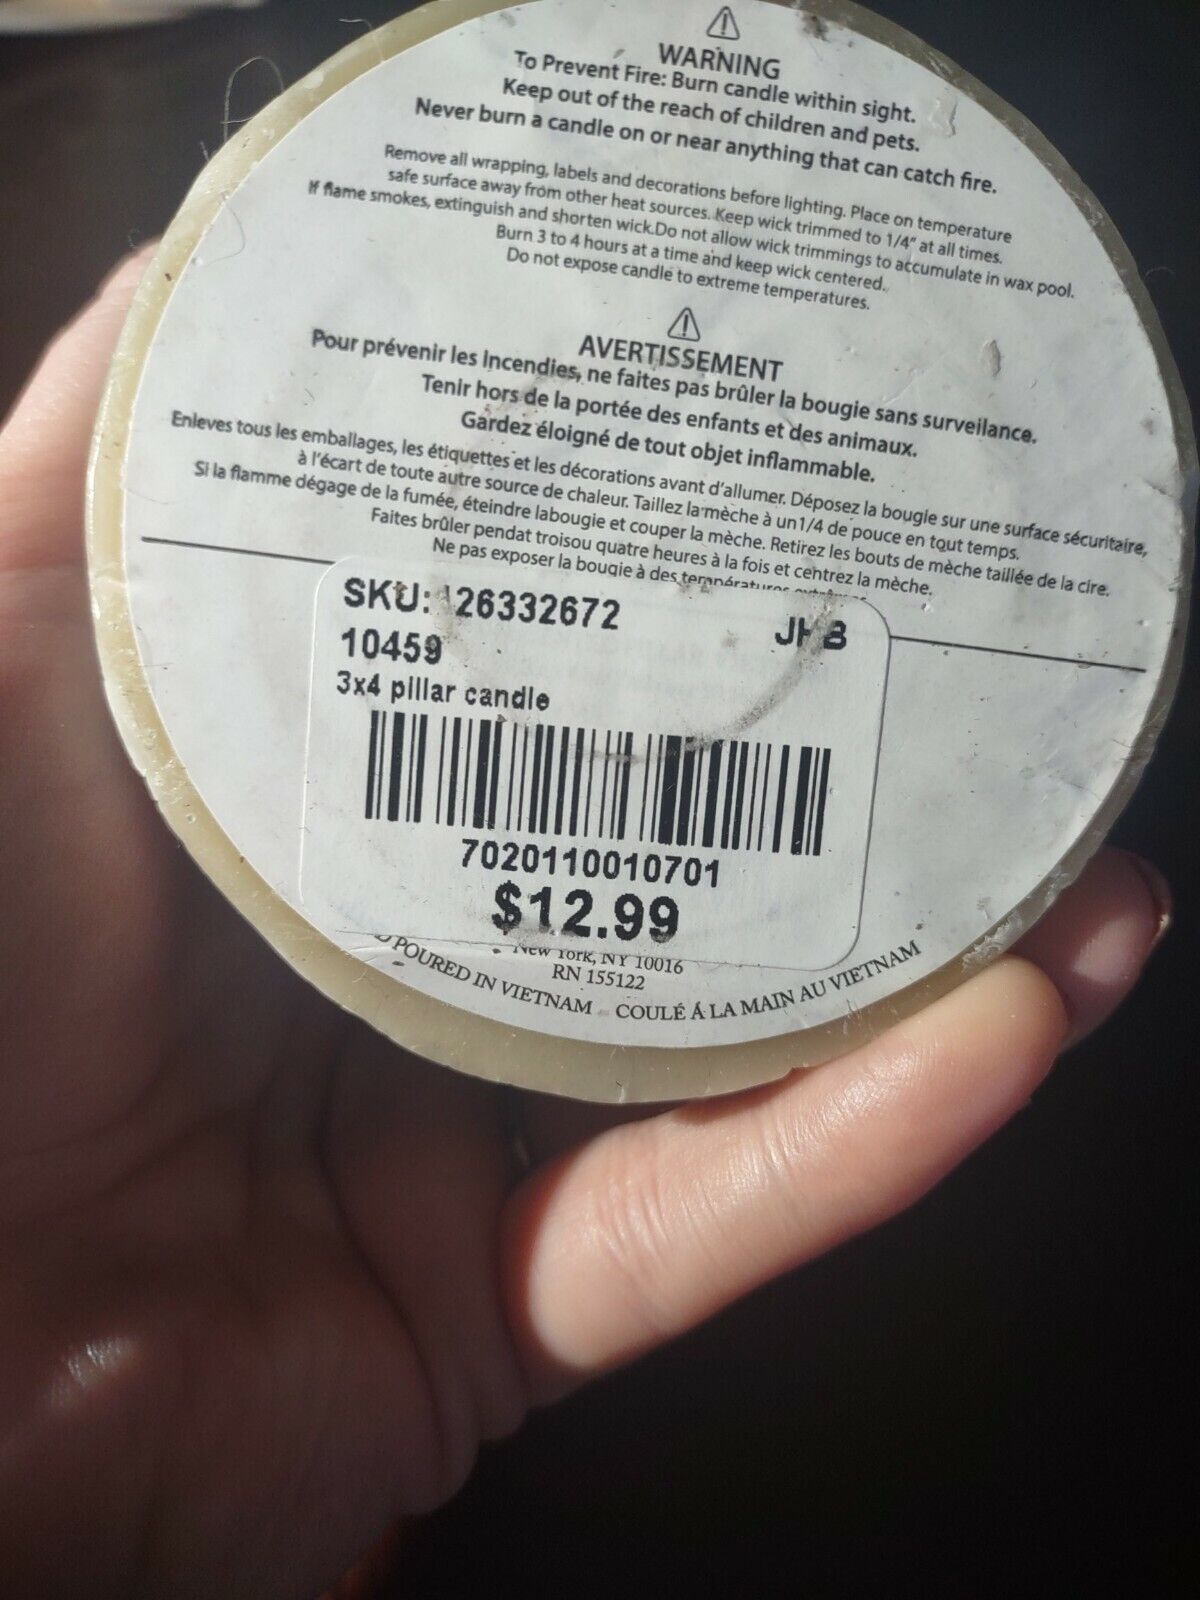 WARNING
To Prevent Fire: Burn candle within sight.
Keep out of the reach of children and pets.
Never burn a candle on or near anything that can catch fire.
Remove all wrapping, labels and decorations before lighting. Place on temperature
safe surface away from other heat sources. Keep wick trimmed to 1/4" at all times.
If flame smokes, extinguish and shorten wick.Do not allow wick trimmings to accumulate in wax pool.
Burn 3 to 4 hours at a time and keep wick centered.
Do not expose candle to extreme temperatures.
AVERTISSEMENT
Pour prévenir les Incendies, ne faites pas brûler la bougie sans surveilance.
Tenir hors de la portée des enfants et des animaux.
Gardez éloigné de tout objet inflammable.
Enleves tous les emballages, les étiquettes et les décorations avant d'allumer. Déposez la bougie sur une surface sécuritaire,
à l'écart de toute autre source de chaleur. Taillez la mèche à un1/4 de pouce en tout temps.
Si la flamme dégage de la fumée, éteindre labougie et couper la mèche. Retirez les bouts de mèche taillée de la cire.
Faites brûler pendat troisou quatre heures à la fois et centrez la mèche.
Ne pas exposer la bougie à des températures extrêmes
SKU: 26332672 JHB
10459
3x4 pillar candle
7020110010701
$12.99
New York, NY 10016
RN 155122
D POURED IN VIETNAM COULÉ Á LA MAIN AU VIETNAM